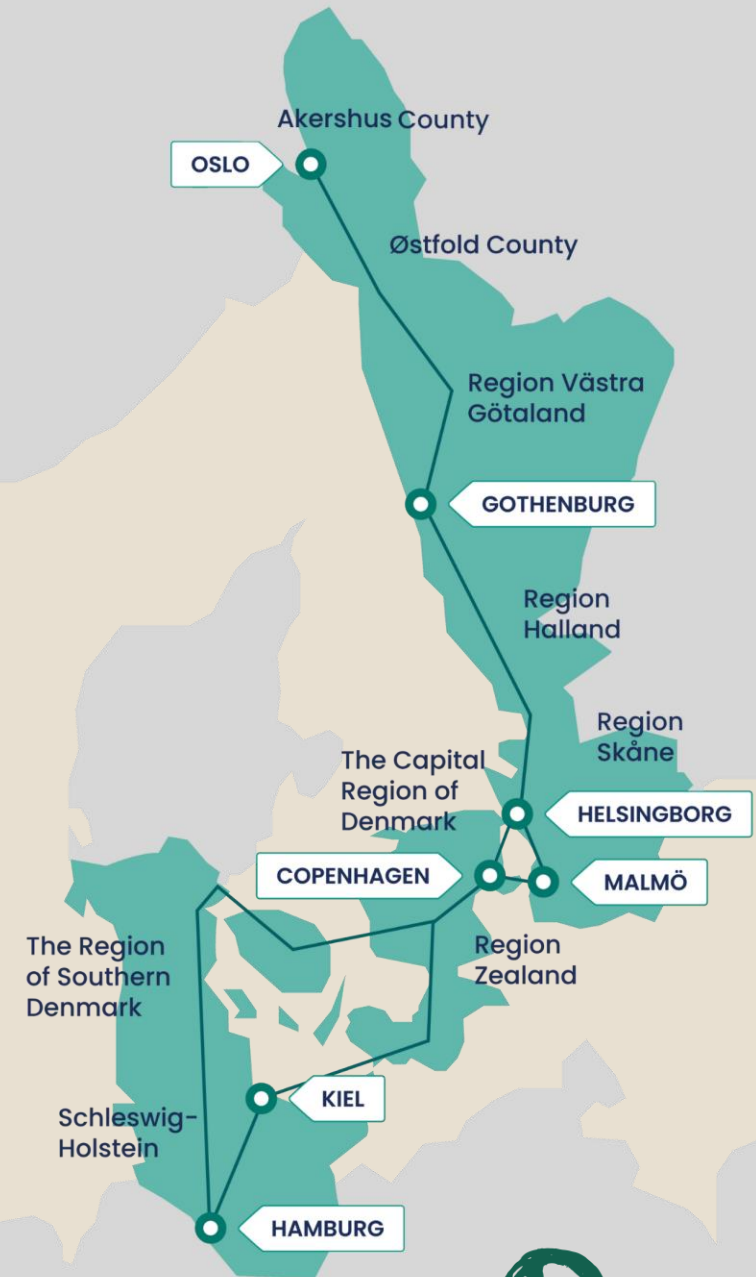 Akershus County
OSLO
Østfold County
Region Västra
Götaland
GOTHENBURG
Region
Halland
Region
Skåne
The Capital
Region of
Denmark
HELSINGBORG
COPENHAGEN
MALMÖ
The Region
of Southern
Denmark
Region
Zealand
KIEL
Schleswig-
Holstein
HAMBURG